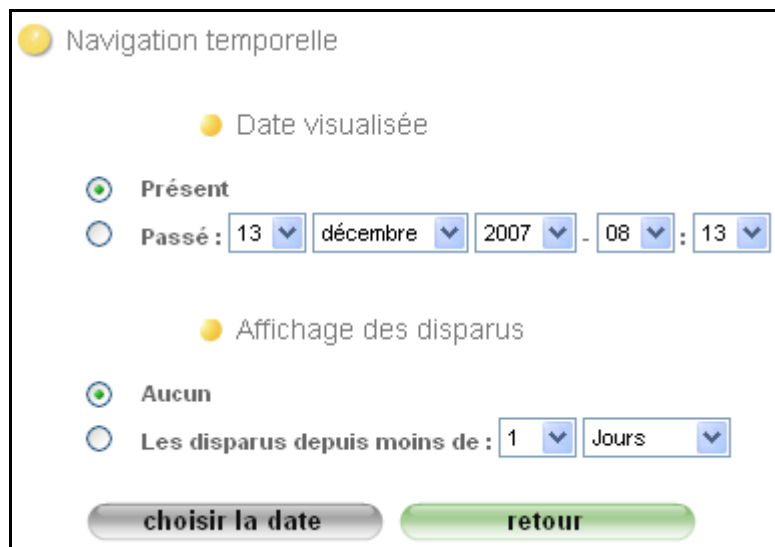 Navigation temporelle
Date visualisée
Présent
Passé : 13 décembre 2007 - 08 : 13
Affichage des disparus
Aucun
Les disparus depuis moins de : 1 Jours
choisir la date retour